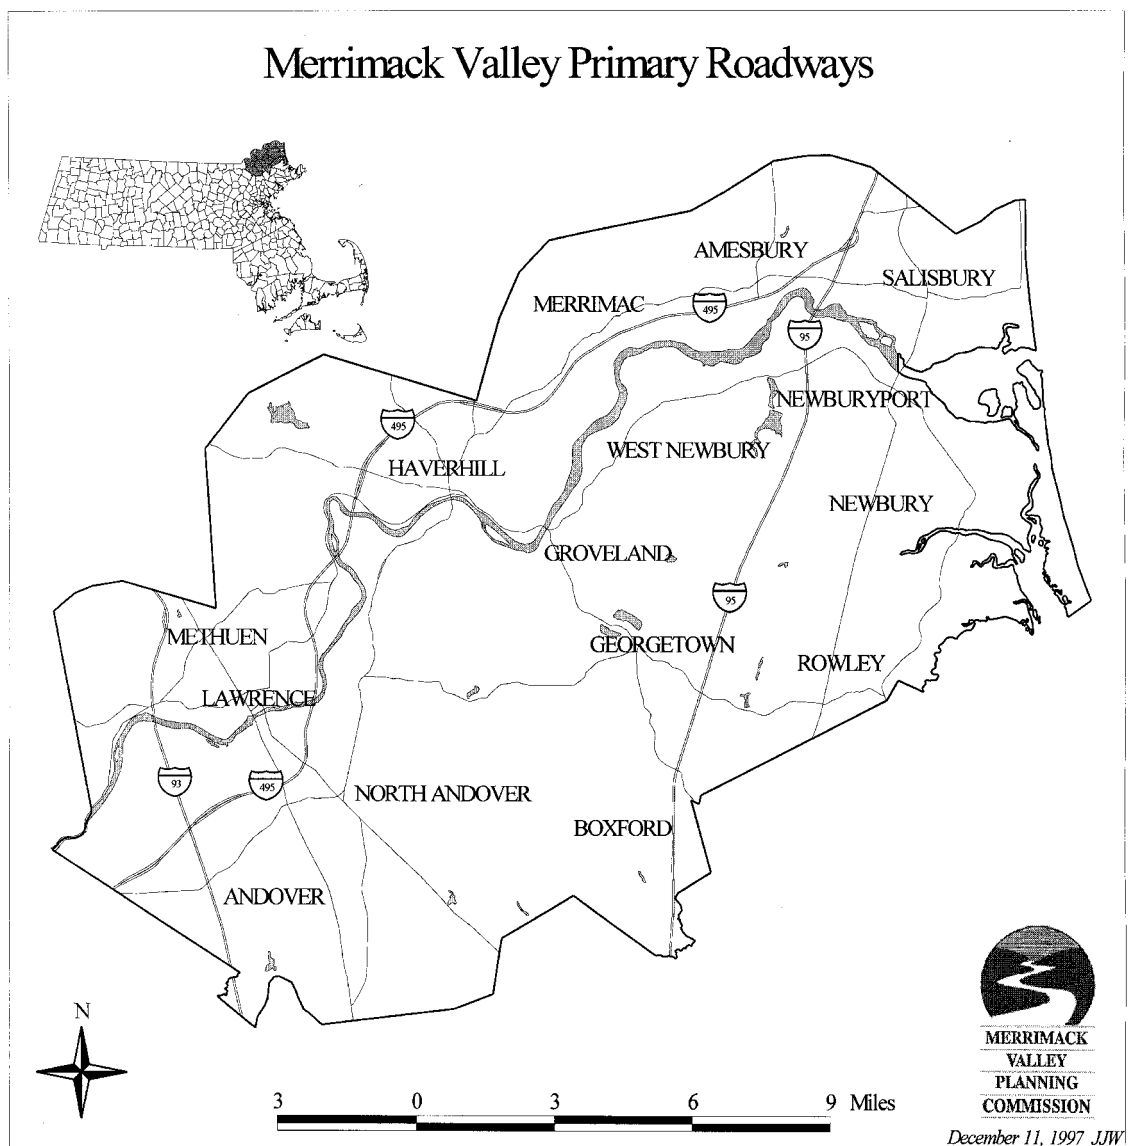 Merrimack Valley Primary Roadways
AMESBURY
SALISBURY
MERRIMAC
495
95
NEWBURYPORT
495
WEST NEWBURY
HAVERHILL
NEWBURY
GROVELAND
95
METHUEN
GEORGETOWN
ROWLEY
LAWRENCE
93
495
NORTH ANDOVER
BOXFORD
ANDOVER
N
MERRIMACK
VALLEY
PLANNING
COMMISSION
3 0 3 6 9 Miles
December 11, 1997 JJW